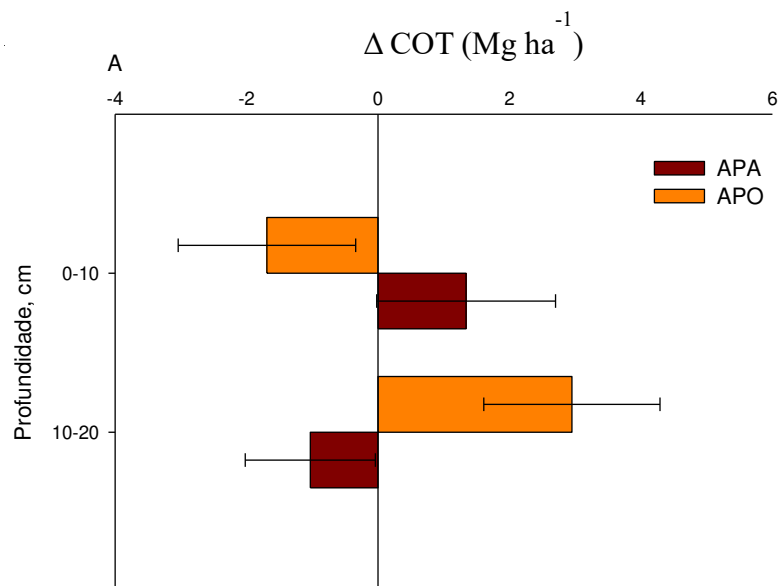 Δ COT (Mg ha-1)
A
-4 -2 0 2 4 6
APA
APO
0-10
10-20
Profundidade, cm